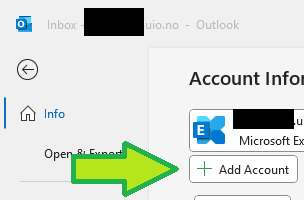 Inbox - uio.no - Outlook
Account Infor
Info
.u
Microsoft Ex
Open & Export
Add Account